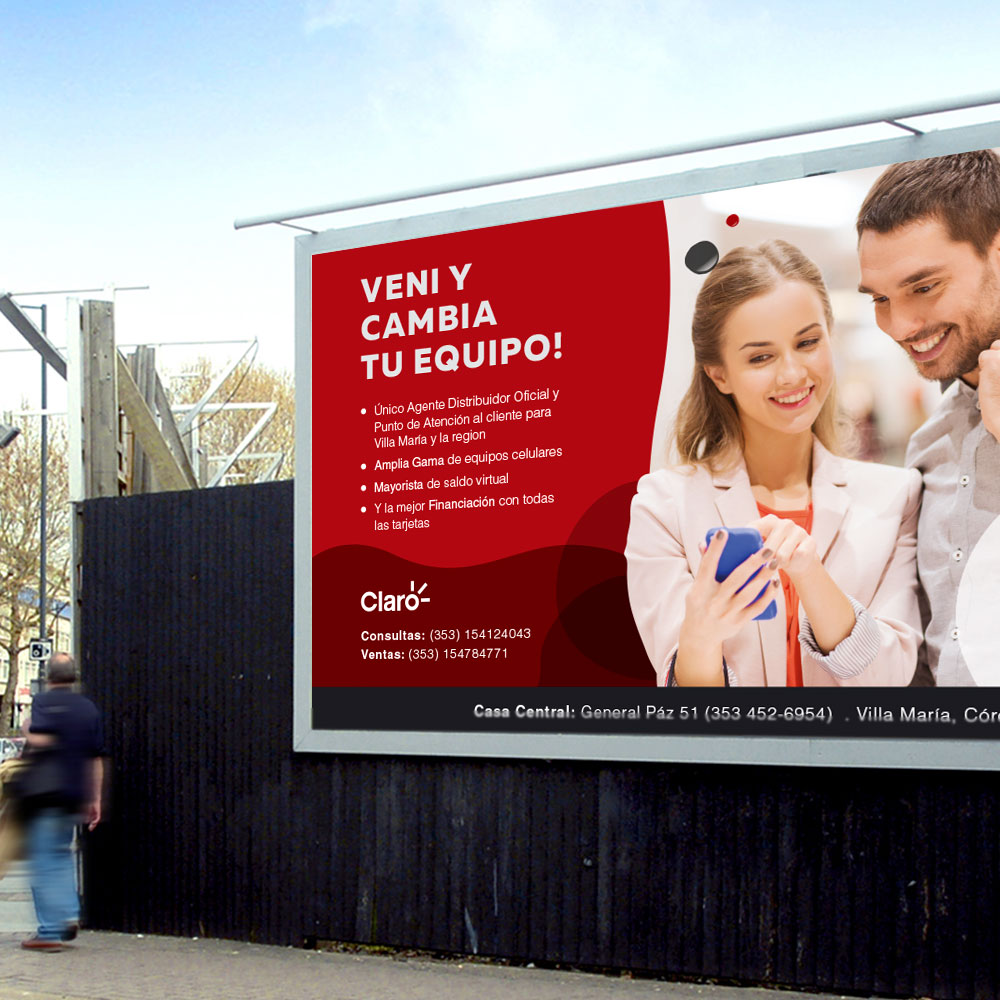 VENI Y
CAMBIA
TU EQUIPO!
• Único Agente Distribuidor Oficial y
Punto de Atención al cliente para
Villa María y la region
• Amplia Gama de equipos celulares
• Mayorista de saldo virtual
• Y la mejor Financiación con todas
las tarjetas
Claro
Consultas: (353) 154124043
Ventas: (353) 154784771
Casa Central: General Páz 51 (353 452-6954) . Villa María, Cór